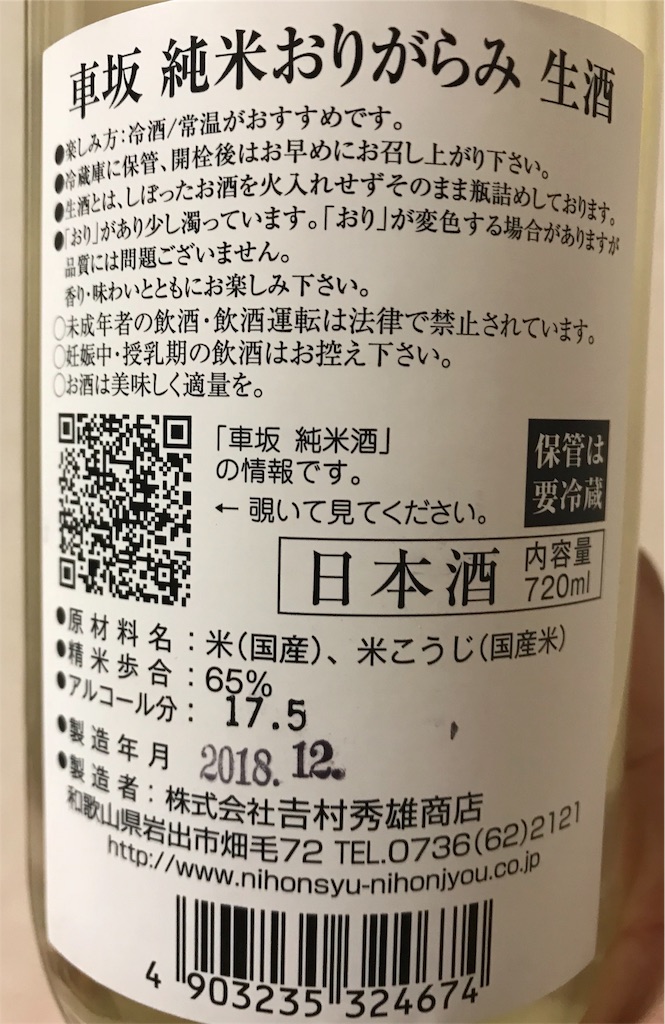 車坂 純米おりがらみ 生酒
●楽しみ方:冷酒/常温がおすすめです。
●冷蔵庫に保管、開栓後はお早めにお召し上がり下さい。
●生酒とは、しぼったお酒を火入れせずそのまま瓶詰めしております。
●「おり」があり少し濁っています。「おり」が変色する場合がありますが
品質には問題ございません。
香り・味わいとともにお楽しみ下さい。
○未成年者の飲酒・飲酒運転は法律で禁止されています。
○妊娠中・授乳期の飲酒はお控え下さい。
○お酒は美味しく適量を。
「車坂 純米酒」
の情報です。
← 覗いて見てください。
保管は
要冷蔵
日本酒
内容量
720ml
●原材料名:米(国産)、米こうじ(国産米)
●精米歩合:65%
●アルコール分:17.5
●製造年月 2018.12.
●製造者:株式会社吉村秀雄商店
和歌山県岩出市畑毛72 TEL.0736(62)2121
http://www.nihonsyu-nihonjyou.co.jp
4 903235 324674